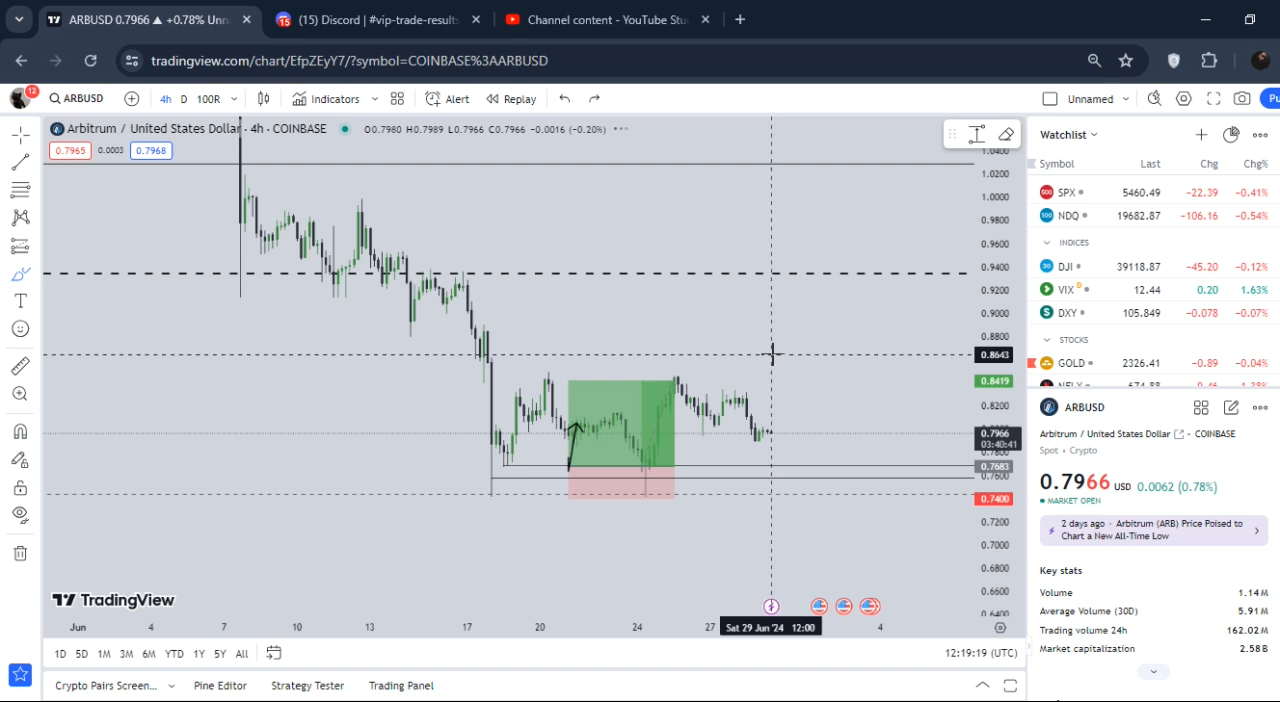 ARBUSD 0.7966 ▲ +0.78% Unn
(15) Discord | #vip-trade-results
Channel content - YouTube Stu
tradingview.com/chart/EfpZEyY7/?symbol=COINBASE%3AARBUSD
12
ARBUSD
4h D 100R
Indicators
Alert
Replay
Unnamed
Pu
Arbitrum / United States Dollar · 4h · COINBASE
O0.7980 H0.7989 L0.7966 C0.7966 -0.0016 (-0.20%)
0.7965 0.0003 0.7968
1.0400
1.0200
1.0000
0.9800
0.9600
0.9400
0.9200
0.9000
0.8800
0.8643
0.8419
0.8200
0.7966
03:40:41
0.7800
0.7683
0.7600
0.7400
0.7200
0.7000
0.6800
0.6600
0.6400
TradingView
Jun 4 7 10 13 17 20 24 27 Sat 29 Jun '24 12:00 4
1D 5D 1M 3M 6M YTD 1Y 5Y All
12:19:19 (UTC)
Crypto Pairs Screen... Pine Editor Strategy Tester Trading Panel
Watchlist
Symbol Last Chg Chg%
SPX 5460.49 -22.39 -0.41%
NDQ 19682.87 -106.16 -0.54%
INDICES
DJI 39118.87 -45.20 -0.12%
VIX D 12.44 0.20 1.63%
DXY 105.849 -0.078 -0.07%
STOCKS
GOLD 2326.41 -0.89 -0.04%
ARBUSD
Arbitrum / United States Dollar · COINBASE
Spot • Crypto
0.7966 USD 0.0062 (0.78%)
MARKET OPEN
2 days ago · Arbitrum (ARB) Price Poised to
Chart a New All-Time Low
Key stats
Volume 1.14M
Average Volume (30D) 5.91M
Trading volume 24h 162.02M
Market capitalization 2.58B